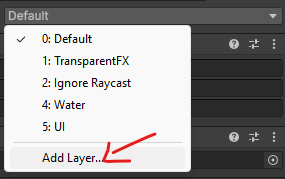 Default
0: Default
1: TransparentFX
2: Ignore Raycast
4: Water
5: UI
Add Layer...